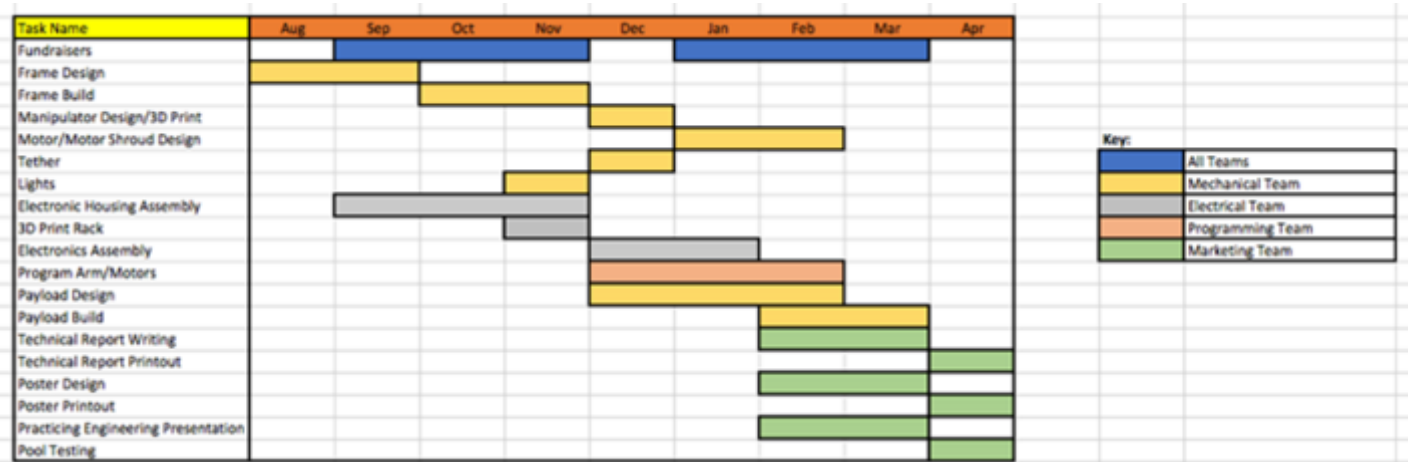 Task Name Aug Sep Oct Nov Dec Jan Feb Mar Apr
Fundraisers
Frame Design
Frame Build
Manipulator Design/3D Print
Motor/Motor Shroud Design
Key:
Tether
All Teams
Lights
Mechanical Team
Electronic Housing Assembly
Electrical Team
3D Print Rack
Programming Team
Electronics Assembly
Marketing Team
Program Arm/Motors
Payload Design
Payload Build
Technical Report Writing
Technical Report Printout
Poster Design
Poster Printout
Practicing Engineering Presentation
Pool Testing